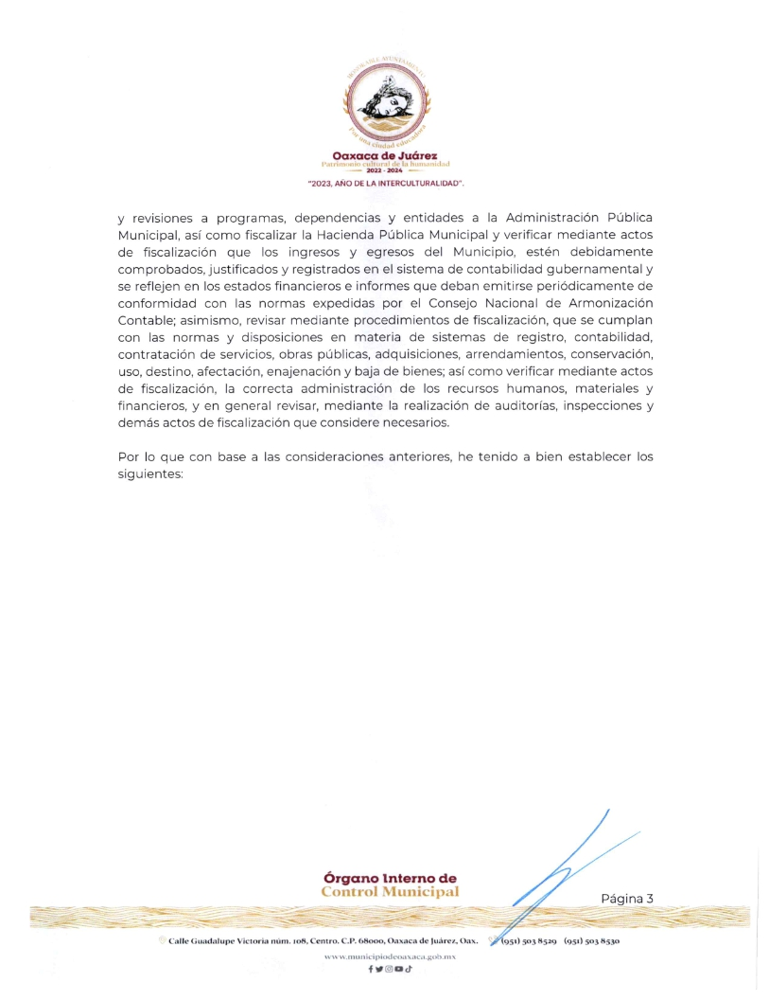 HONORABLE AYUNTAMIENTO
Por una ciudad educadora
Oaxaca de Juárez
Patrimonio cultural de la humanidad
2022 - 2024
"2023, AÑO DE LA INTERCULTURALIDAD".
y revisiones a programas, dependencias y entidades a la Administración Pública
Municipal, así como fiscalizar la Hacienda Pública Municipal y verificar mediante actos
de fiscalización que los ingresos y egresos del Municipio, estén debidamente
comprobados, justificados y registrados en el sistema de contabilidad gubernamental y
se reflejen en los estados financieros e informes que deban emitirse periódicamente de
conformidad con las normas expedidas por el Consejo Nacional de Armonización
Contable; asimismo, revisar mediante procedimientos de fiscalización, que se cumplan
con las normas y disposiciones en materia de sistemas de registro, contabilidad,
contratación de servicios, obras públicas, adquisiciones, arrendamientos, conservación,
uso, destino, afectación, enajenación y baja de bienes; así como verificar mediante actos
de fiscalización, la correcta administración de los recursos humanos, materiales y
financieros, y en general revisar, mediante la realización de auditorías, inspecciones y
demás actos de fiscalización que considere necesarios.
Por lo que con base a las consideraciones anteriores, he tenido a bien establecer los
siguientes:
Órgano Interno de
Control Municipal
Página 3
Calle Guadalupe Victoria núm. 108, Centro. C.P. 68000, Oaxaca de Juárez, Oax. (951) 503 8529 (951) 503 8530
www.municipiodeoaxaca.gob.mx